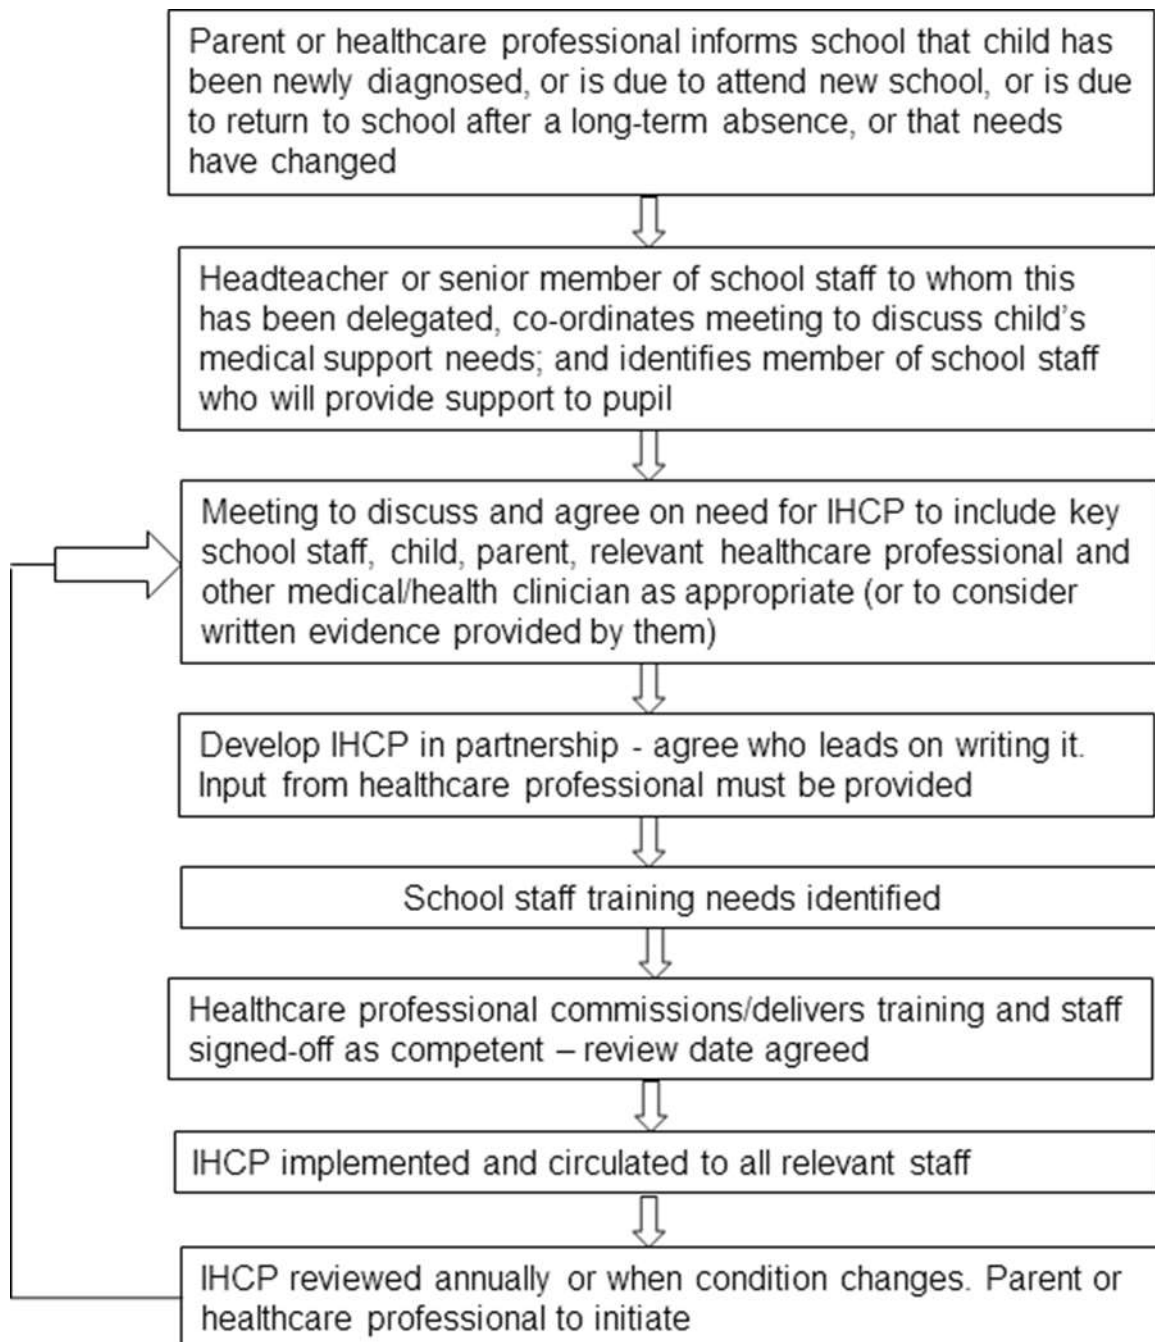 Parent or healthcare professional informs school that child has
been newly diagnosed, or is due to attend new school, or is due
to return to school after a long-term absence, or that needs
have changed
Headteacher or senior member of school staff to whom this
has been delegated, co-ordinates meeting to discuss child's
medical support needs; and identifies member of school staff
who will provide support to pupil
Meeting to discuss and agree on need for IHCP to include key
school staff, child, parent, relevant healthcare professional and
other medical/health clinician as appropriate (or to consider
written evidence provided by them)
Develop IHCP in partnership - agree who leads on writing it.
Input from healthcare professional must be provided
School staff training needs identified
Healthcare professional commissions/delivers training and staff
signed-off as competent – review date agreed
IHCP implemented and circulated to all relevant staff
IHCP reviewed annually or when condition changes. Parent or
healthcare professional to initiate